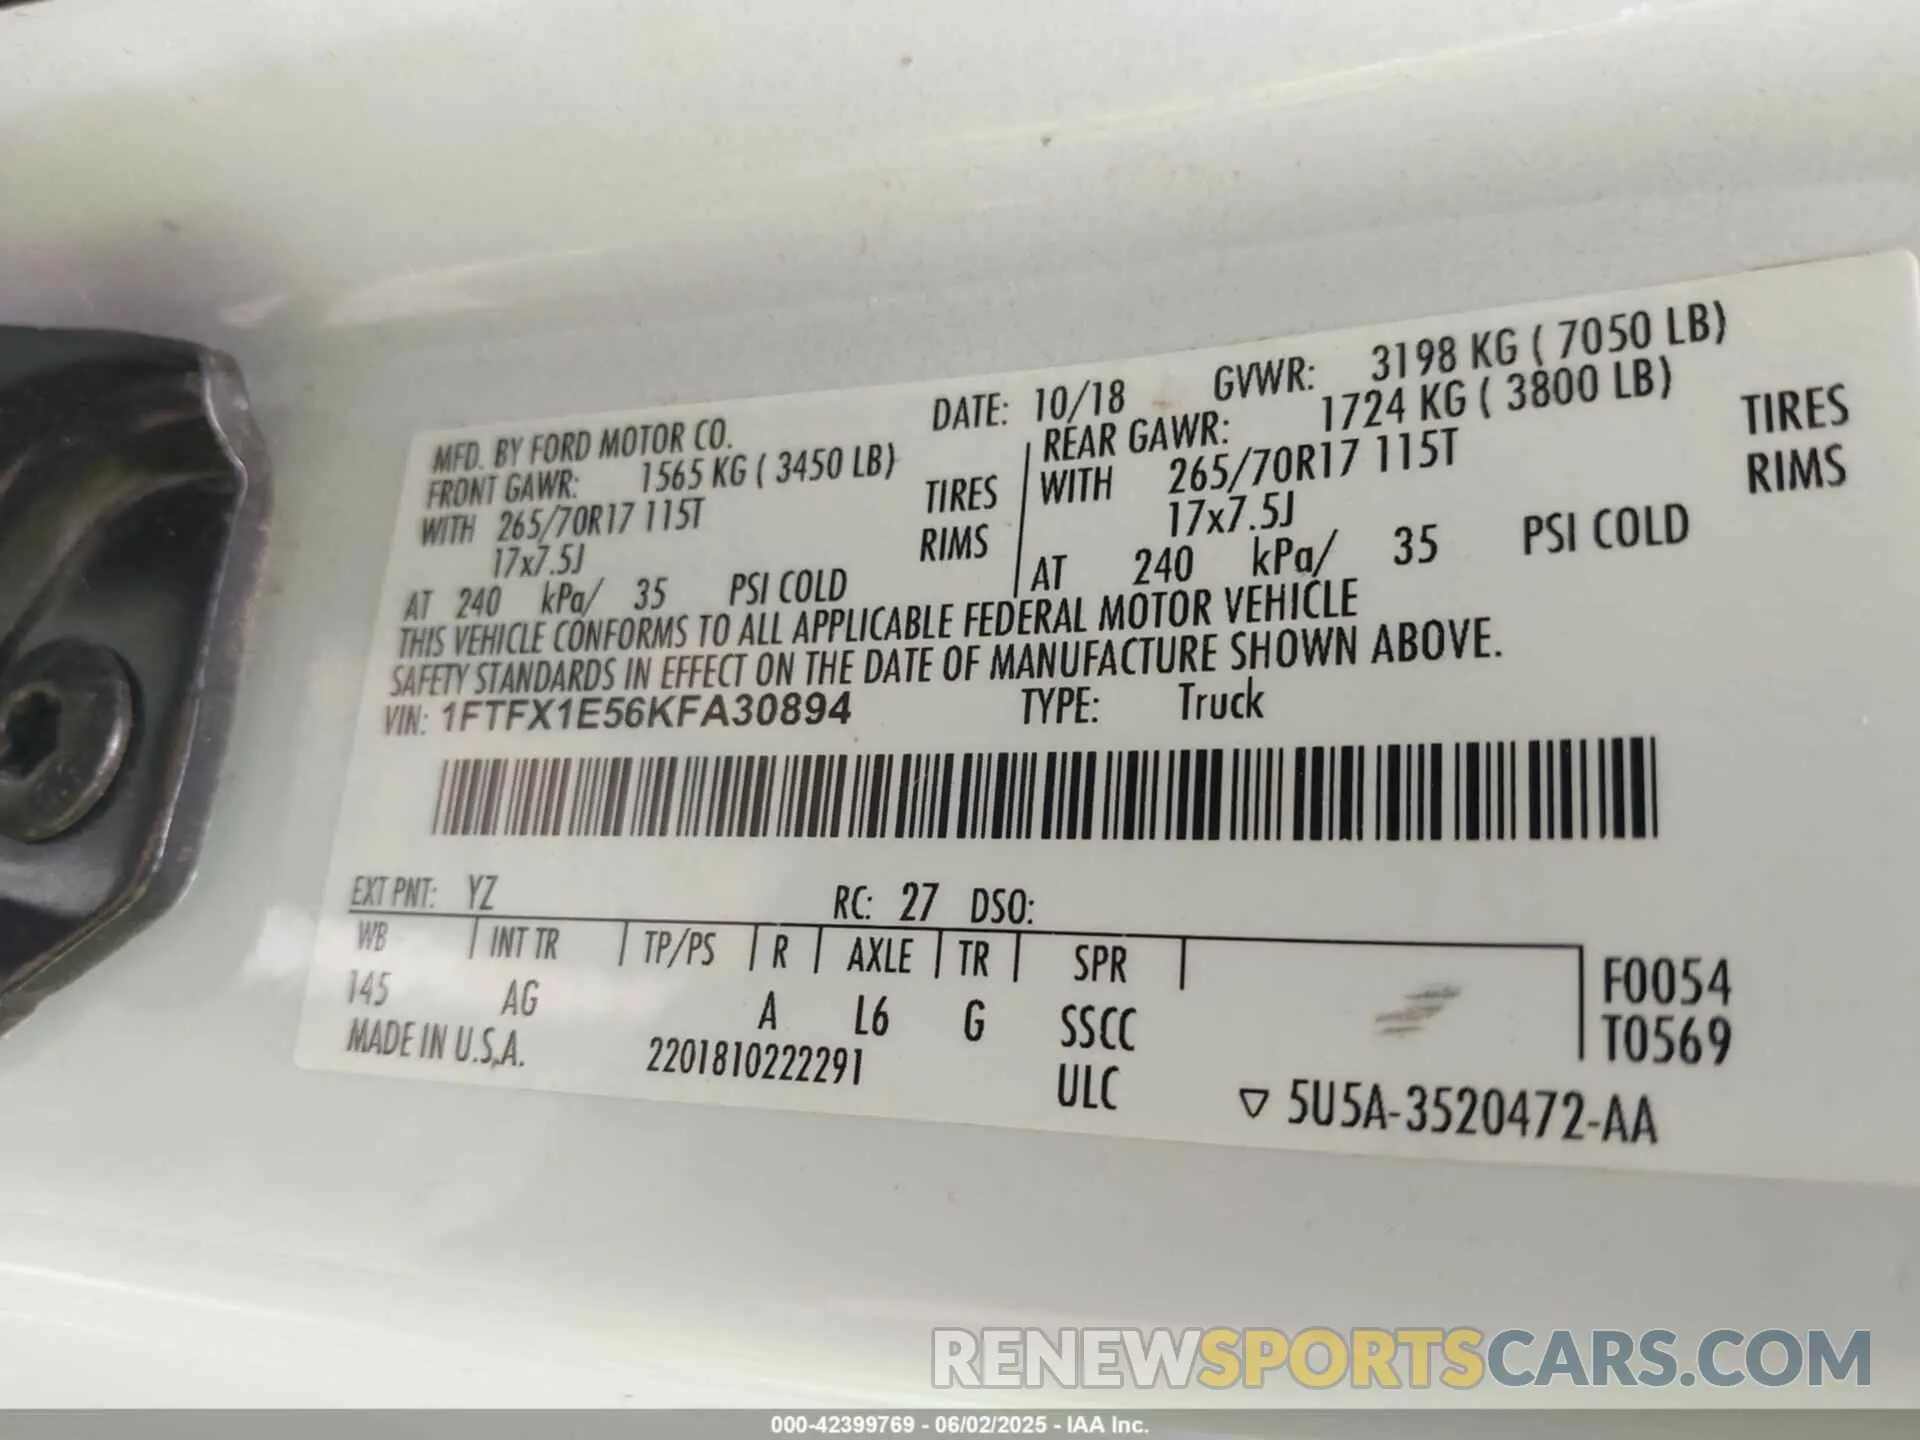 MFD. BY FORD MOTOR CO. DATE: 10/18 GVWR: 3198 KG ( 7050 LB)
FRONT GAWR: 1565 KG ( 3450 LB) REAR GAWR: 1724 KG ( 3800 LB)
WITH 265/70R17 115T TIRES WITH 265/70R17 115T TIRES
17x7.5J RIMS 17x7.5J RIMS
AT 240 kPa/ 35 PSI COLD AT 240 kPa/ 35 PSI COLD
THIS VEHICLE CONFORMS TO ALL APPLICABLE FEDERAL MOTOR VEHICLE
SAFETY STANDARDS IN EFFECT ON THE DATE OF MANUFACTURE SHOWN ABOVE.
VIN: 1FTFX1E56KFA30894 TYPE: Truck
EXT PNT: YZ RC: 27 DSO:
WB INT TR TP/PS R AXLE TR SPR F0054
145 AG A L6 G SSCC T0569
MADE IN U.S.A. 2201810222291 ULC ▽ 5U5A-3520472-AA
RENEWSPORTSCARS.COM
000-42399769 - 06/02/2025 - IAA Inc.